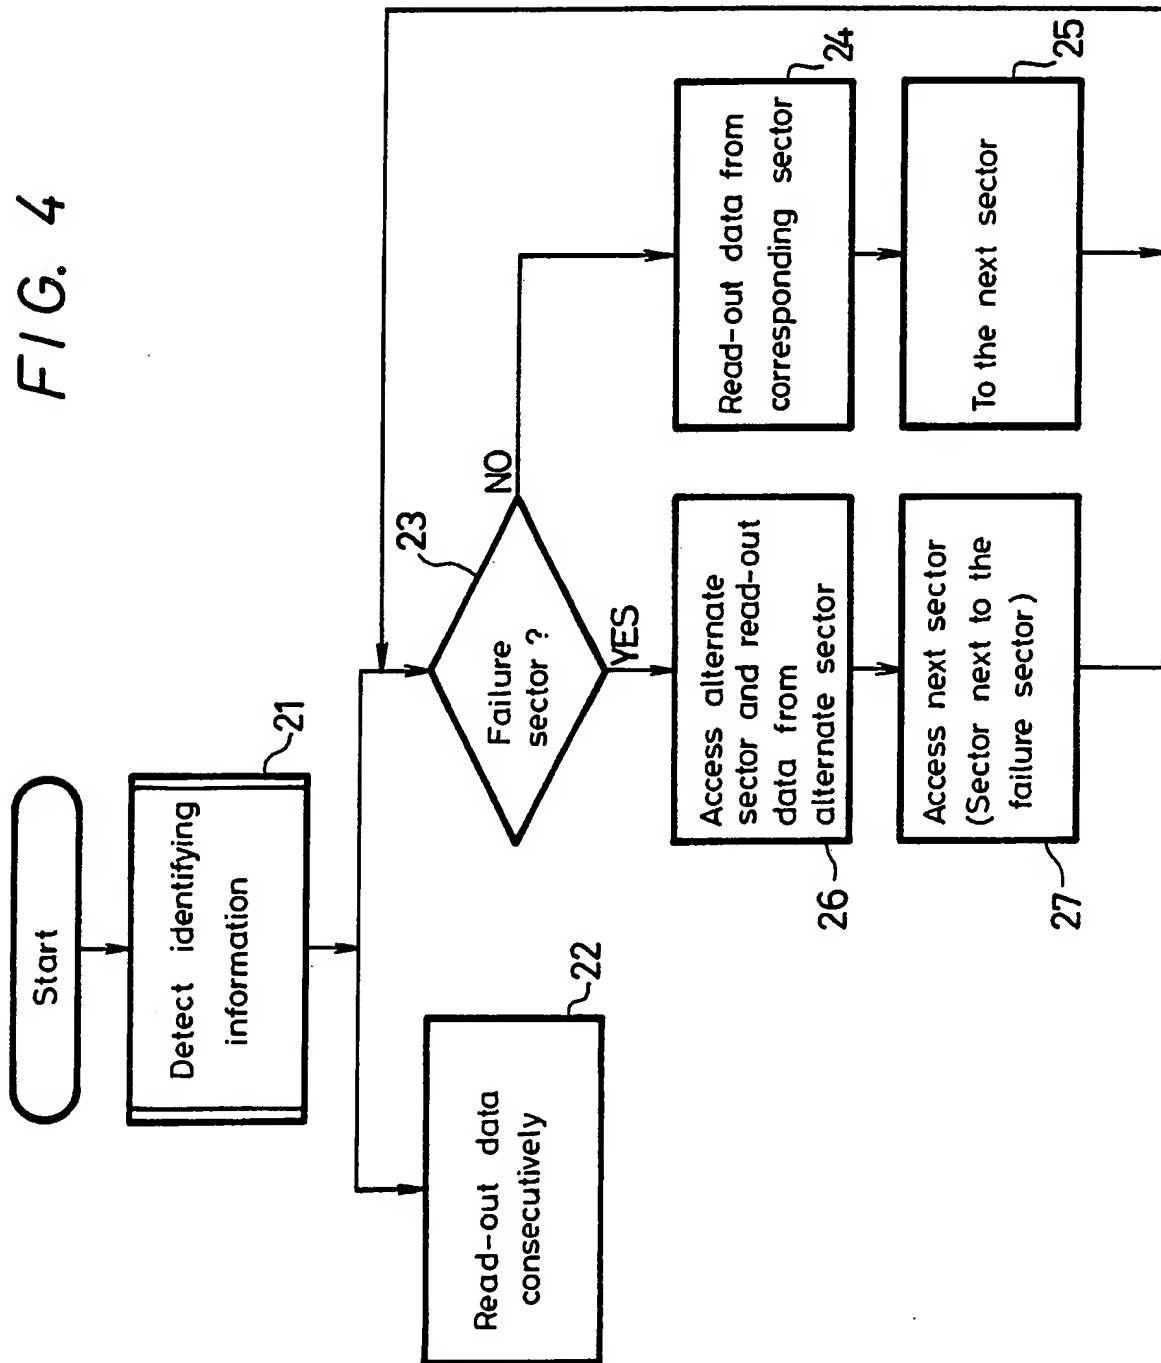 FIG. 4
Start
Detect identifying
information
21
Read-out data
consecutively
22
Failure
sector ?
23
NO
YES
Read-out data from
corresponding sector
24
To the next sector
25
Access alternate
sector and read-out
data from
alternate sector
26
Access next sector
(Sector next to the
failure sector)
27